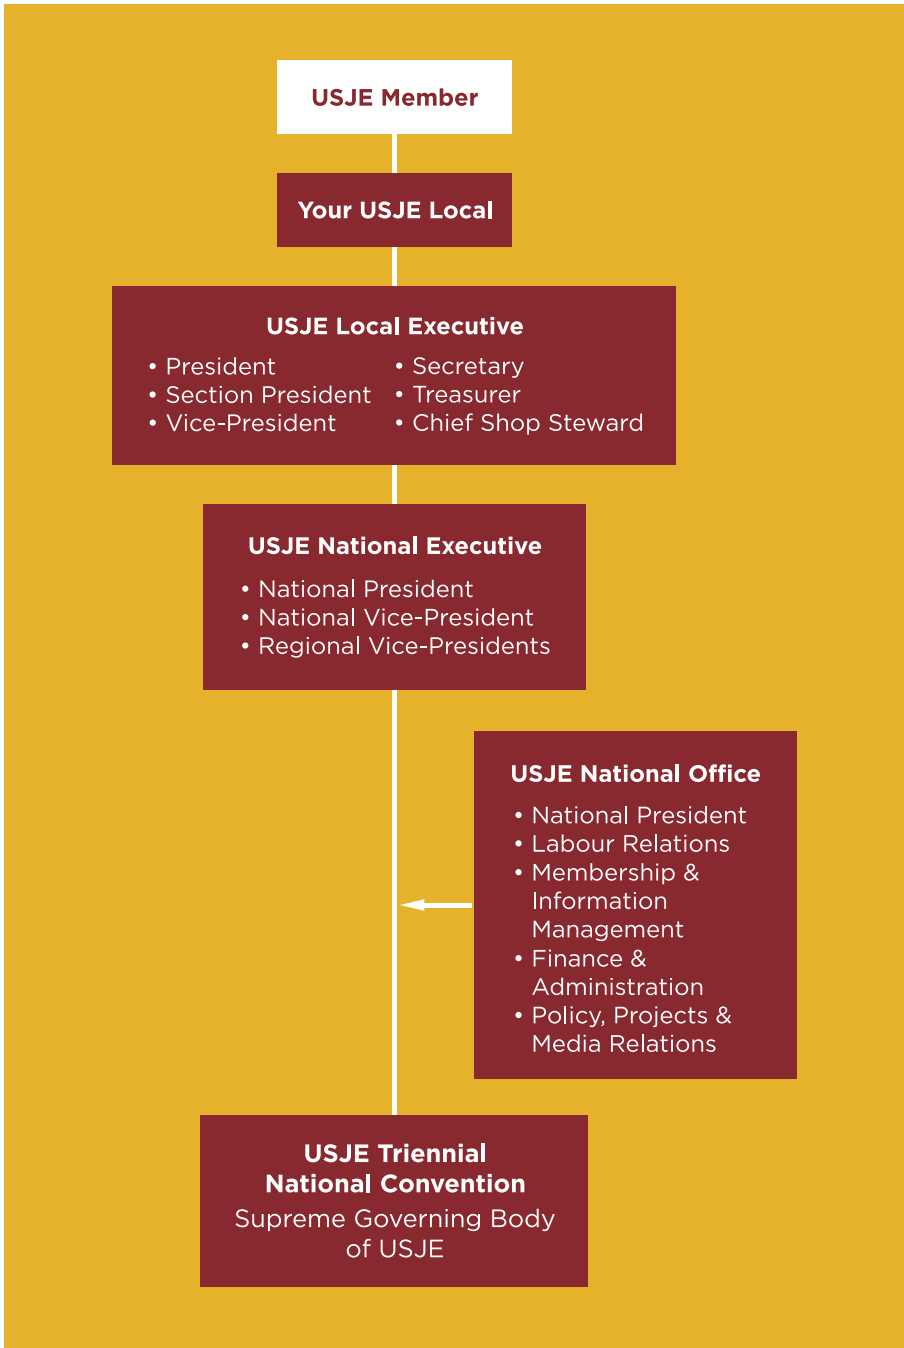 USJE Member
Your USJE Local
USJE Local Executive
• President
• Section President
• Vice-President
• Secretary
• Treasurer
• Chief Shop Steward
USJE National Executive
• National President
• National Vice-President
• Regional Vice-Presidents
USJE National Office
• National President
• Labour Relations
• Membership &
Information
Management
• Finance &
Administration
• Policy, Projects &
Media Relations
USJE Triennial
National Convention
Supreme Governing Body
of USJE